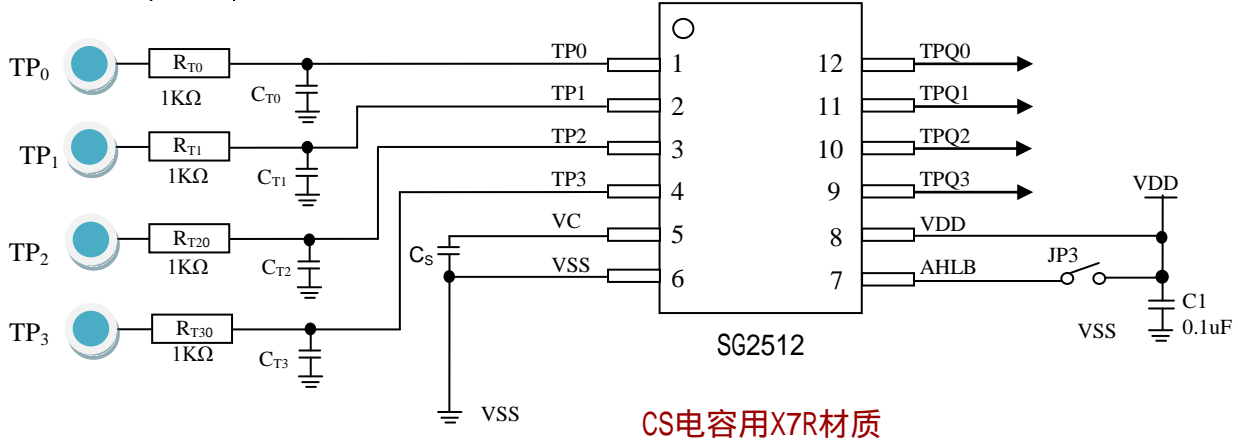 TP0 RT0 1KΩ CT0 TP0 1 12 TPQ0
TP1 RT1 1KΩ CT1 TP1 2 11 TPQ1
TP2 RT20 1KΩ CT2 TP2 3 10 TPQ2
TP3 RT30 1KΩ CT3 TP3 4 9 TPQ3
VDD
CS VC 5 8 VDD
VSS 6 7 AHLB JP3
C1
0.1uF
VSS
SG2512
VSS
CS电容用X7R材质